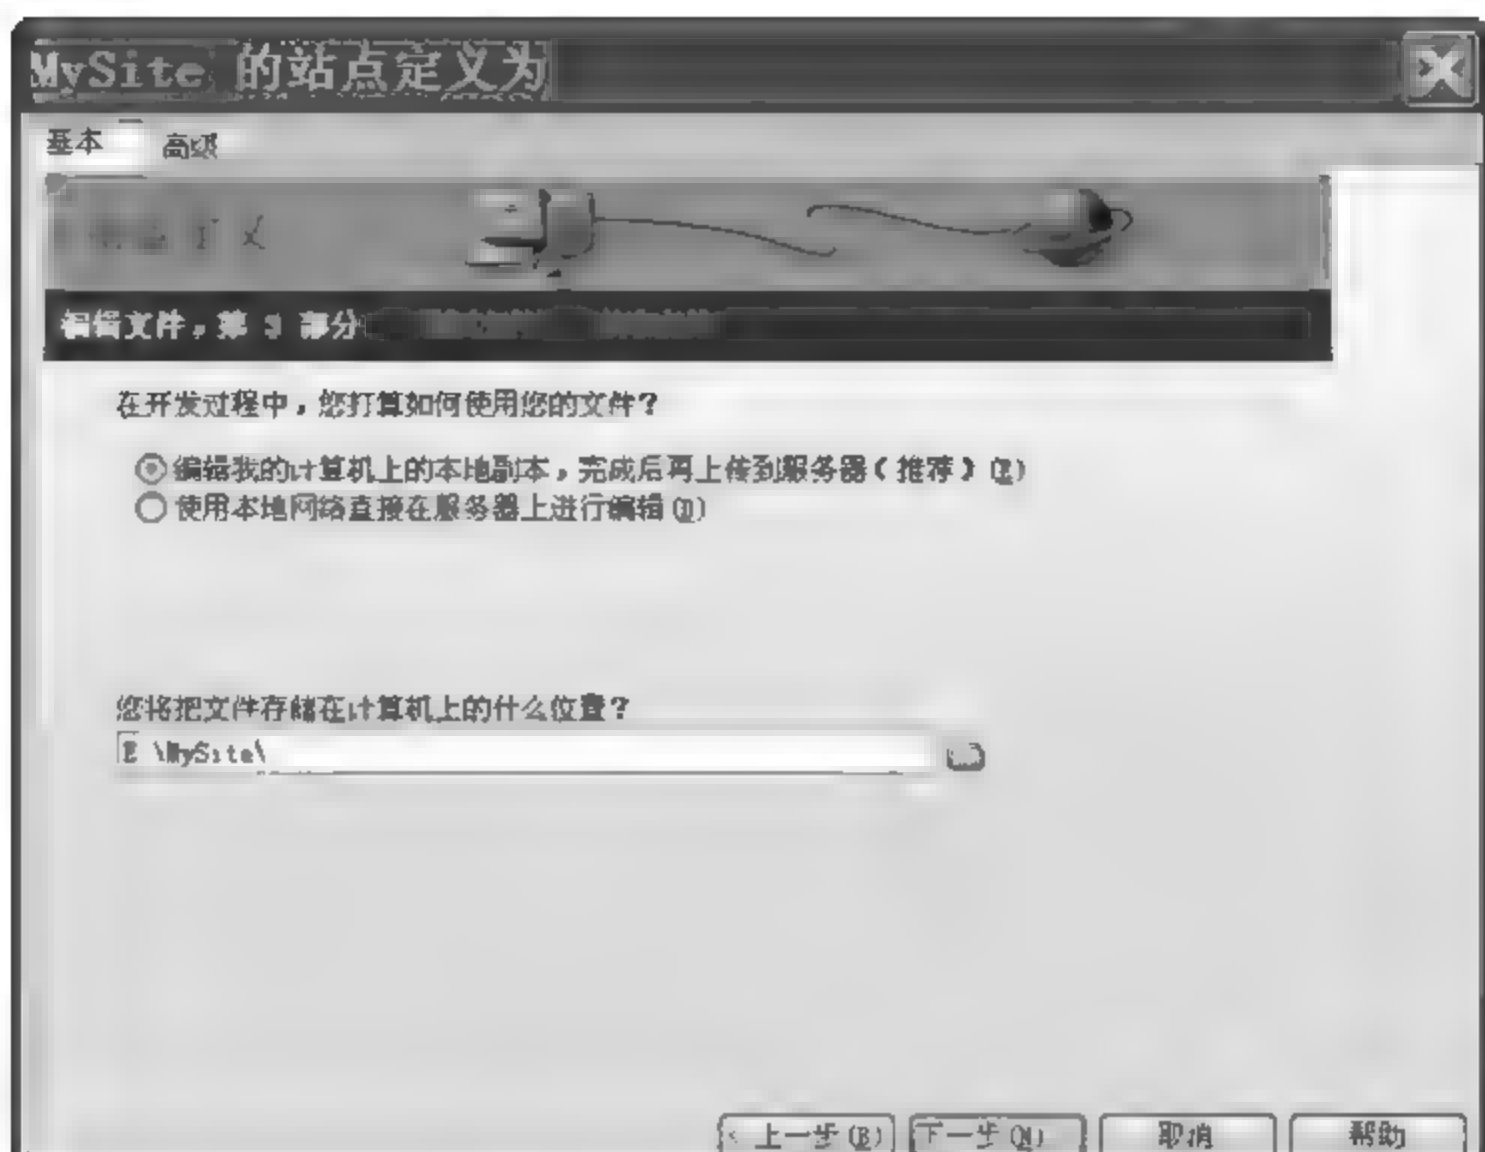 MySite 的站点定义为
基本 高级
编辑文件，第 3 部分
在开发过程中，您打算如何使用您的文件？
编辑我的计算机上的本地副本，完成后再上传到服务器（推荐）
使用本地网络直接在服务器上进行编辑
您将把文件存储在计算机上的什么位置？
E \MySite\
< 上一步(B) 下一步(N) 取消 帮助